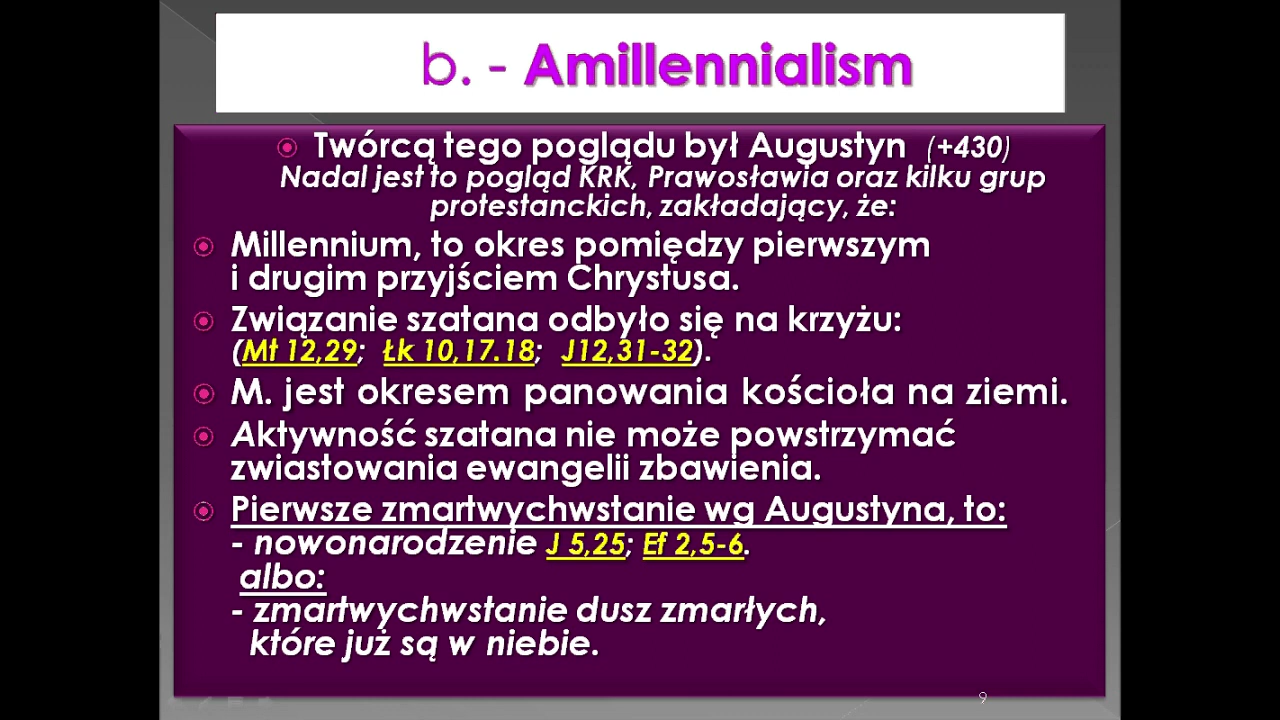 b. - Amillennialism
Twórcą tego poglądu był Augustyn (+430)
Nadal jest to pogląd KRK, Prawosławia oraz kilku grup
protestanckich, zakładający, że:
Millennium, to okres pomiędzy pierwszym
i drugim przyjściem Chrystusa.
Związanie szatana odbyło się na krzyżu:
(Mt 12,29; Łk 10,17.18; J12,31-32).
M. jest okresem panowania kościoła na ziemi.
Aktywność szatana nie może powstrzymać
zwiastowania ewangelii zbawienia.
Pierwsze zmartwychwstanie wg Augustyna, to:
- nowonarodzenie J 5,25; Ef 2,5-6.
albo:
- zmartwychwstanie dusz zmarłych,
które już są w niebie.
9